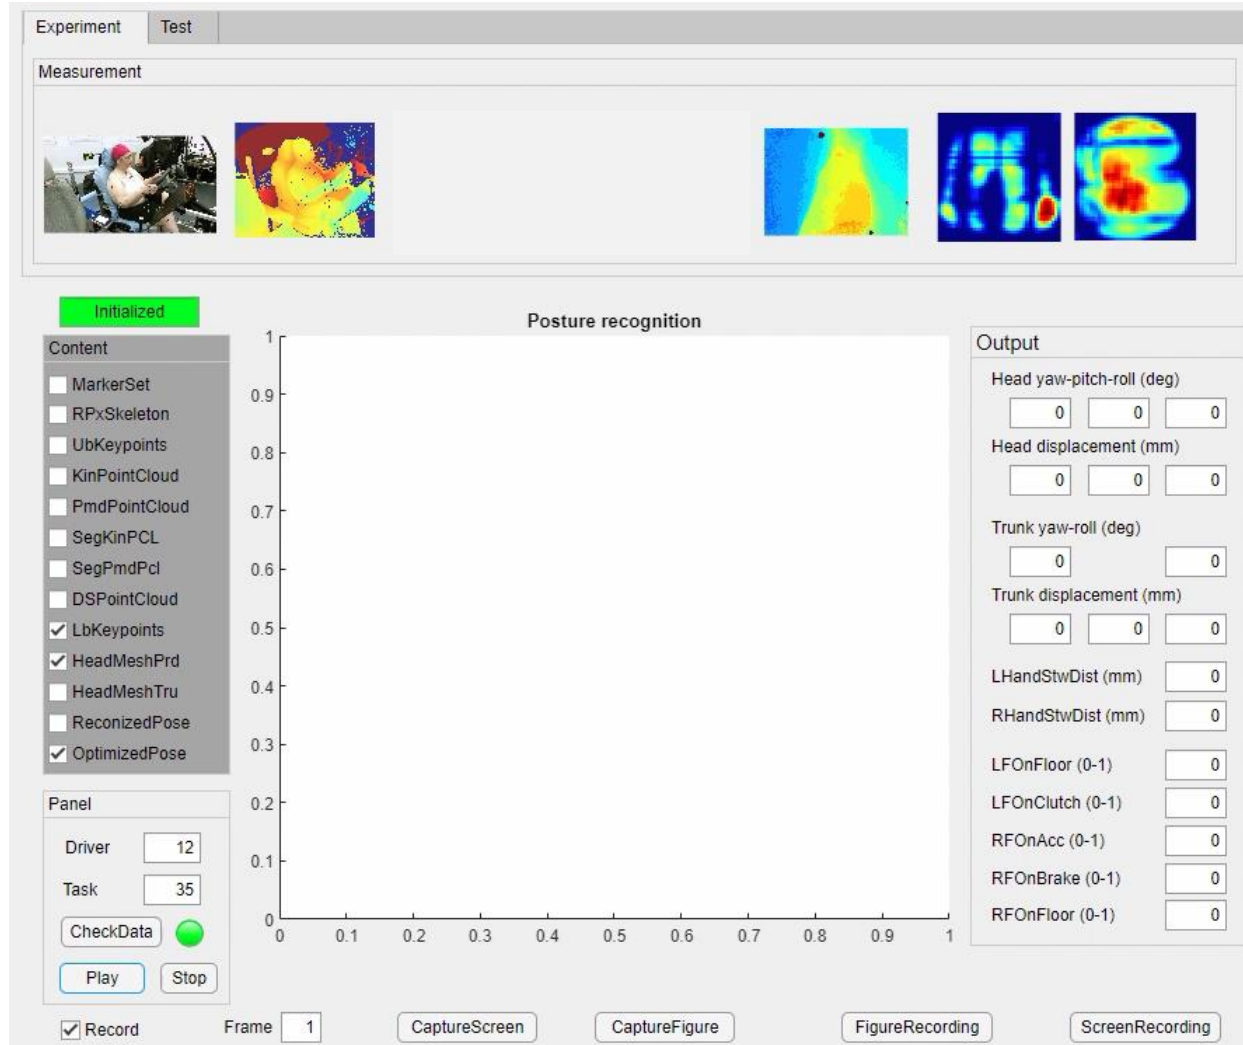 Experiment Test
Measurement
Initialized
Content
MarkerSet
RPxSkeleton
UbKeypoints
KinPointCloud
PmdPointCloud
SegKinPCL
SegPmdPcl
DSPointCloud
LbKeypoints
HeadMeshPrd
HeadMeshTru
ReconizedPose
OptimizedPose
Panel
Driver 12
Task 35
CheckData
Play Stop
Record
Posture recognition
1
0.9
0.8
0.7
0.6
0.5
0.4
0.3
0.2
0.1
0
0 0.1 0.2 0.3 0.4 0.5 0.6 0.7 0.8 0.9 1
Output
Head yaw-pitch-roll (deg)
0 0 0
Head displacement (mm)
0 0 0
Trunk yaw-roll (deg)
0 0
Trunk displacement (mm)
0 0 0
LHandStwDist (mm) 0
RHandStwDist (mm) 0
LFOnFloor (0-1) 0
LFOnClutch (0-1) 0
RFOnAcc (0-1) 0
RFOnBrake (0-1) 0
RFOnFloor (0-1) 0
Frame 1 CaptureScreen CaptureFigure FigureRecording ScreenRecording